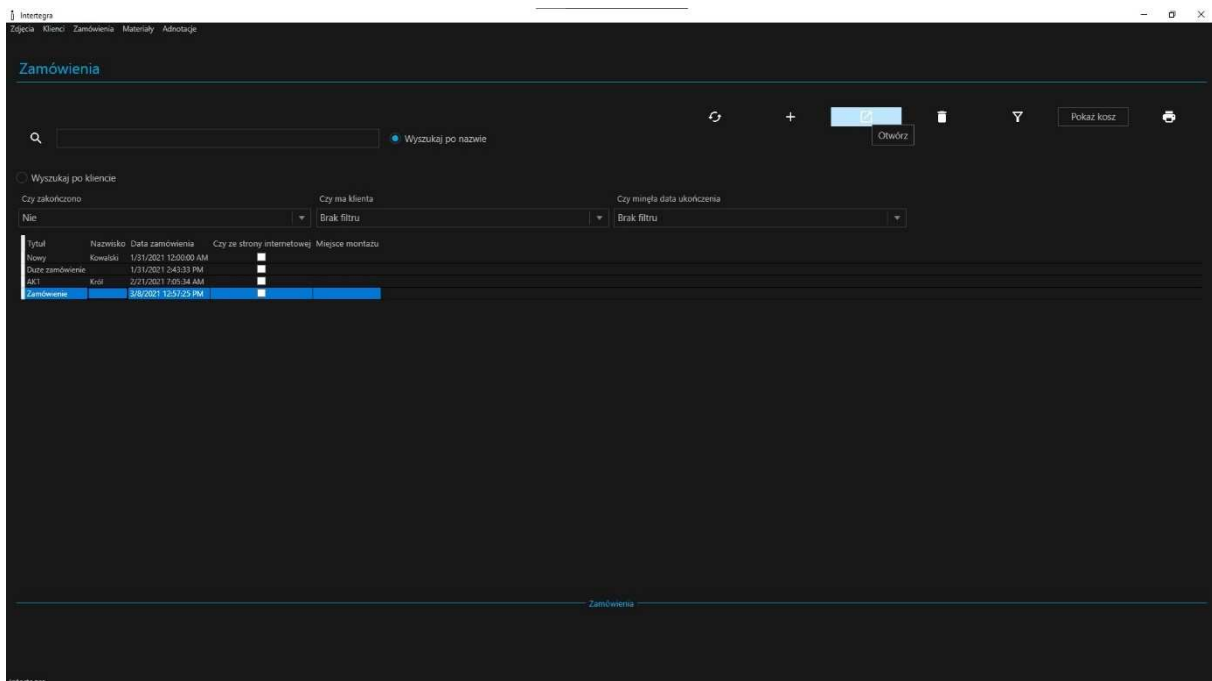 Intertegra
Zdjęcia Klienci Zamówienia Materiały Adnotacje
Zamówienia
Pokaż kosz
Otwórz
Wyszukaj po nazwie
Wyszukaj po kliencie
Czy zakończono Czy ma klienta Czy minęła data ukończenia
Nie Brak filtru Brak filtru
Tytuł Nazwisko Data zamówienia Czy ze strony internetowej Miejsce montażu
Nowy Kowalski 1/31/2021 12:00:00 AM
Duże zamówienie 1/31/2021 2:43:33 PM
AK1 Król 2/21/2021 7:05:34 AM
Zamówienie 3/8/2021 12:57:25 PM
Zamówienia